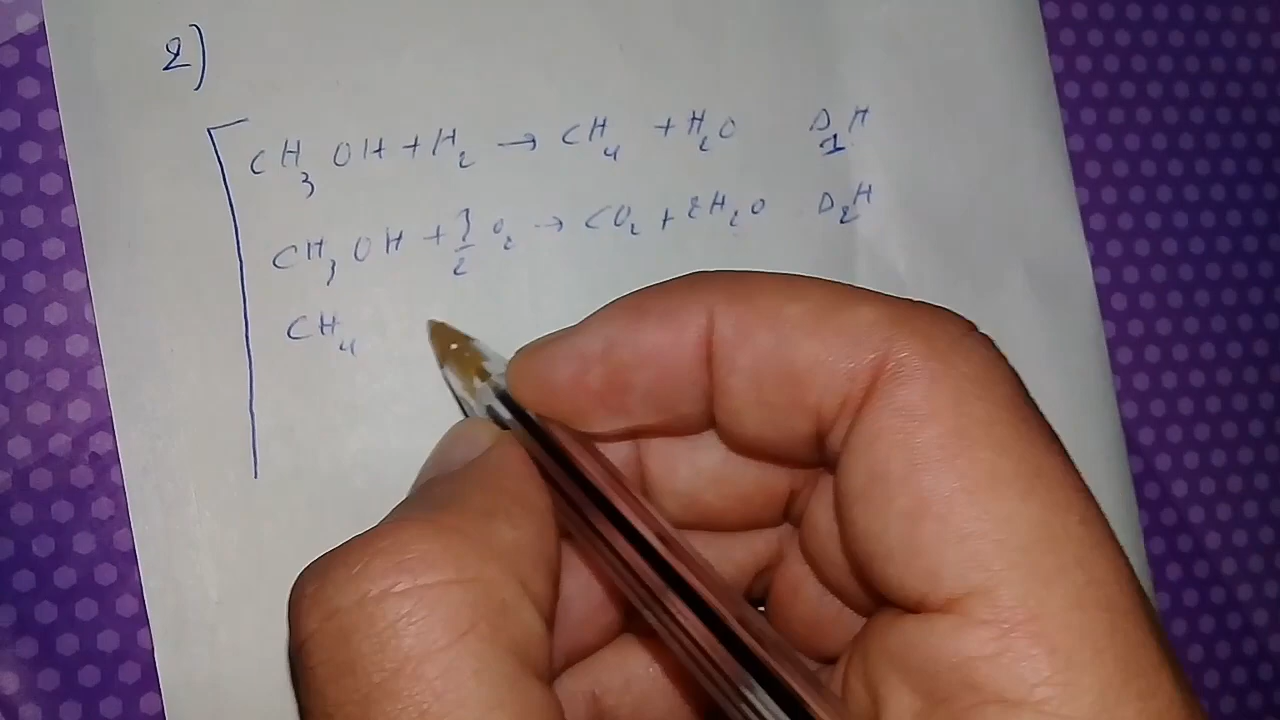 2)
CH₃OH + H₂ → CH₄ + H₂O Δ₁H
CH₃OH + 3/2 O₂ → CO₂ + 2H₂O Δ₂H
CH₄